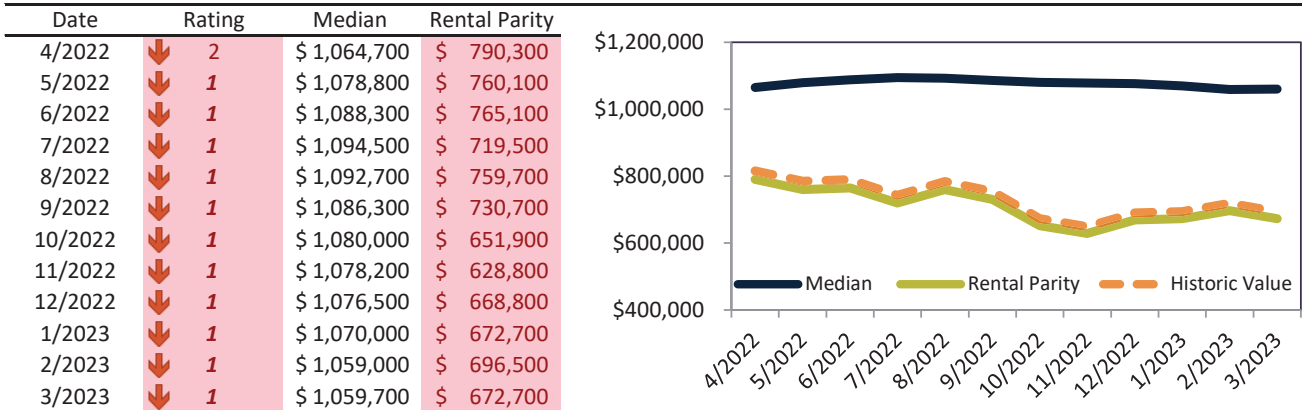 Date Rating Median Rental Parity
4/2022 2 $ 1,064,700 $ 790,300
5/2022 1 $ 1,078,800 $ 760,100
6/2022 1 $ 1,088,300 $ 765,100
7/2022 1 $ 1,094,500 $ 719,500
8/2022 1 $ 1,092,700 $ 759,700
9/2022 1 $ 1,086,300 $ 730,700
10/2022 1 $ 1,080,000 $ 651,900
11/2022 1 $ 1,078,200 $ 628,800
12/2022 1 $ 1,076,500 $ 668,800
1/2023 1 $ 1,070,000 $ 672,700
2/2023 1 $ 1,059,000 $ 696,500
3/2023 1 $ 1,059,700 $ 672,700
$1,200,000
$1,000,000
$800,000
$600,000
$400,000
Median Rental Parity Historic Value
4/2022 5/2022 6/2022 7/2022 8/2022 9/2022 10/2022 11/2022 12/2022 1/2023 2/2023 3/2023